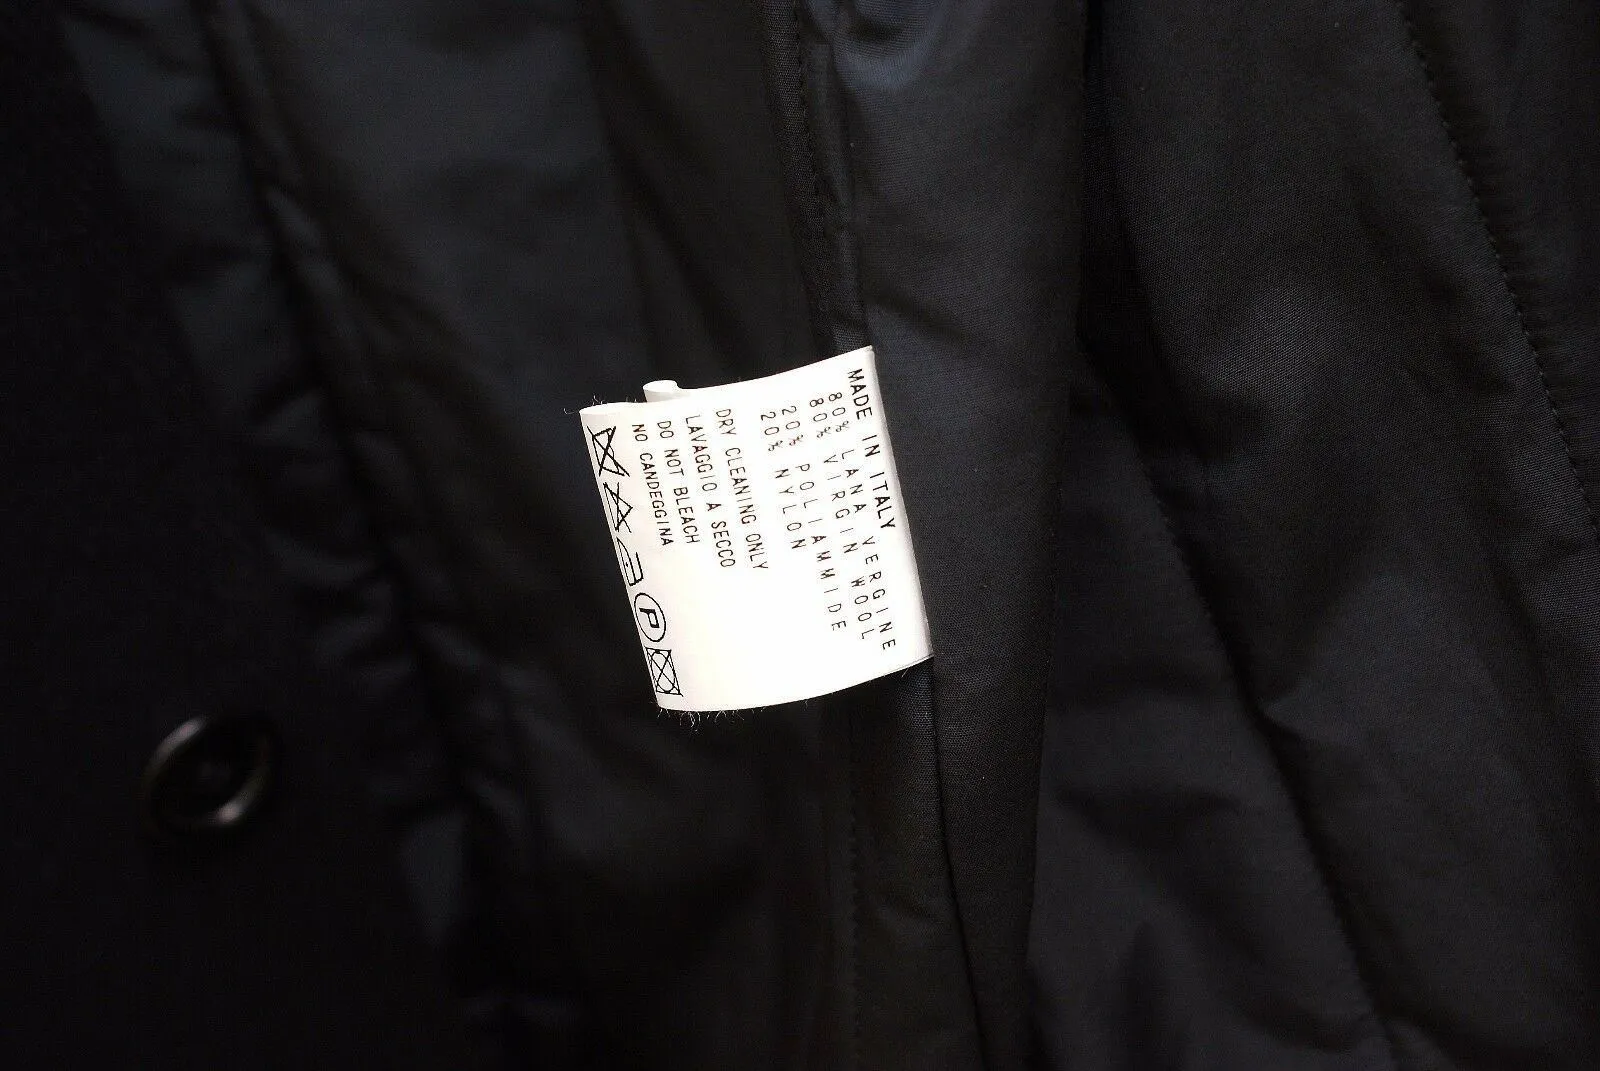 MADE IN ITALY
80% LANA VERGINE
80% VIRGIN WOOL
20% POLIAMMIDE
20% NYLON
DRY CLEANING ONLY
LAVAGGIO A SECCO
DO NOT BLEACH
NO CANDEGGINA
P